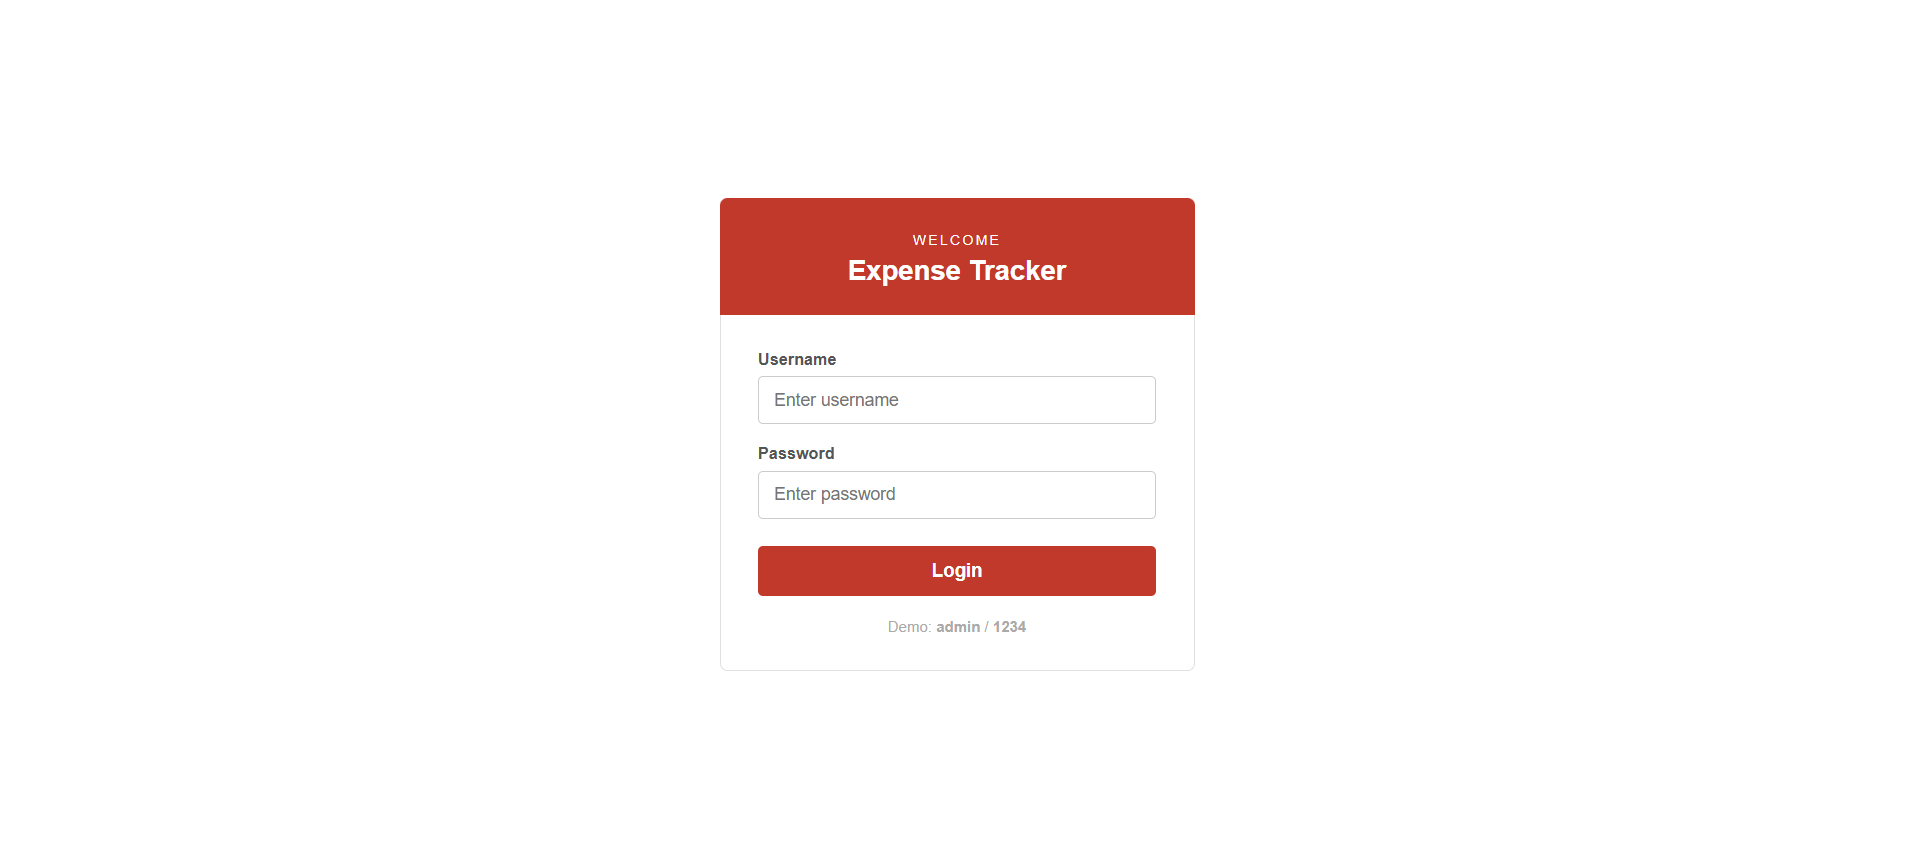 WELCOME
Expense Tracker
Username
Enter username
Password
Enter password
Login
Demo: admin / 1234